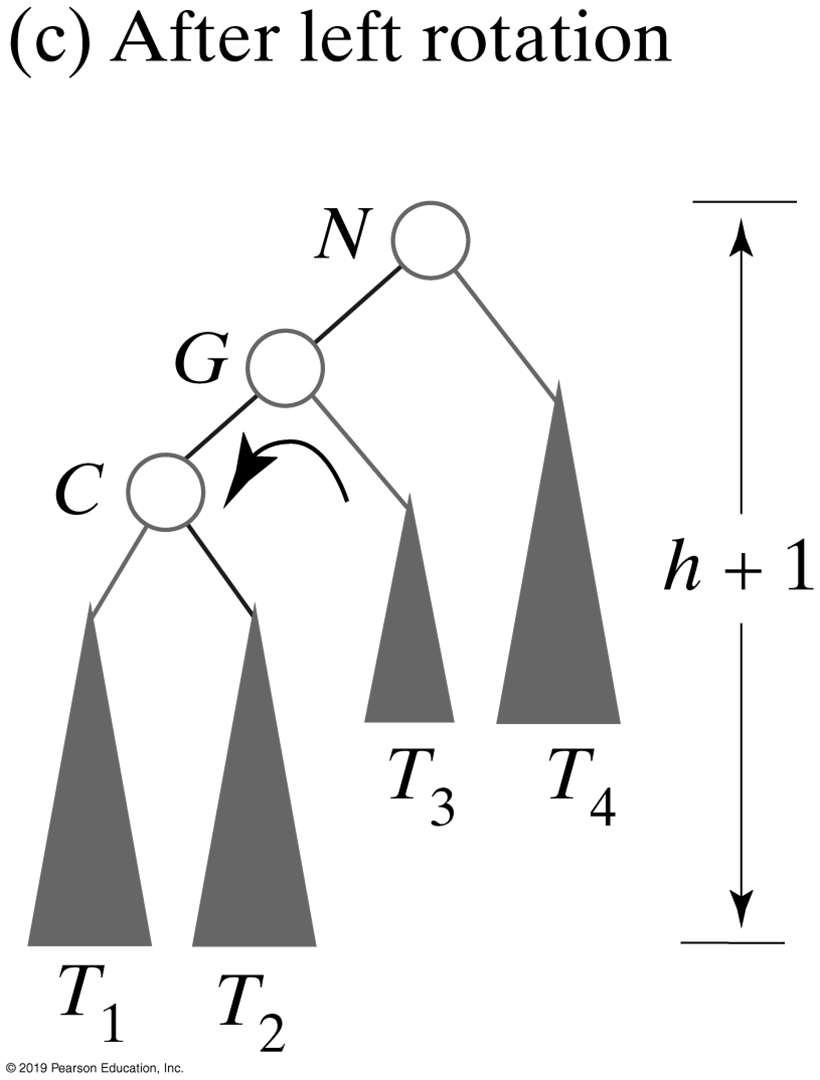 (c) After left rotation
N
G
C
h + 1
T3
T4
T1
T2
© 2019 Pearson Education, Inc.